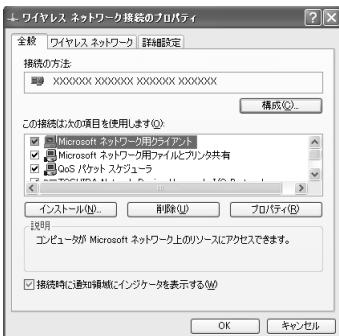 ワイヤレス ネットワーク接続のプロパティ
全般 ワイヤレス ネットワーク 詳細設定
接続の方法:
XXXXXX XXXXXX XXXXXX XXXXXX
構成(C)...
この接続は次の項目を使用します(O):
Microsoft ネットワーク用クライアント
Microsoft ネットワーク用ファイルとプリンタ共有
QoS パケット スケジューラ
インストール(N)... 削除(U) プロパティ(R)
説明
コンピュータが Microsoft ネットワーク上のリソースにアクセスできます。
接続時に通知領域にインジケータを表示する(W)
OK キャンセル